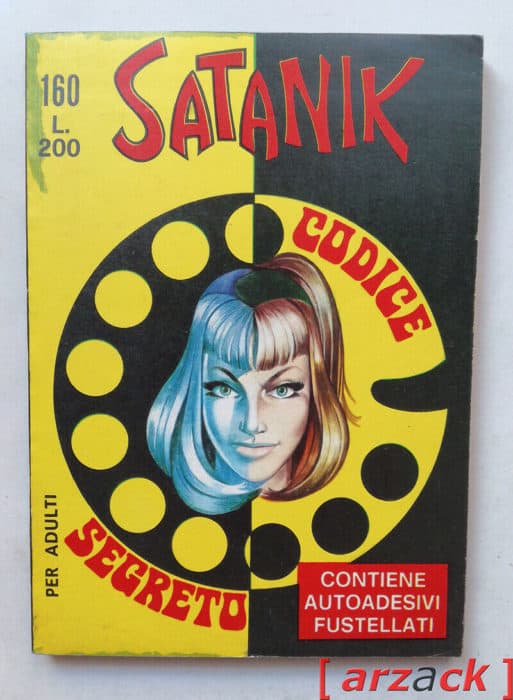 SATANIK
160
L.
200
CODICE
SEGRETO
PER ADULTI
CONTIENE
AUTOADESIVI
FUSTELLATI
[ arzack ]